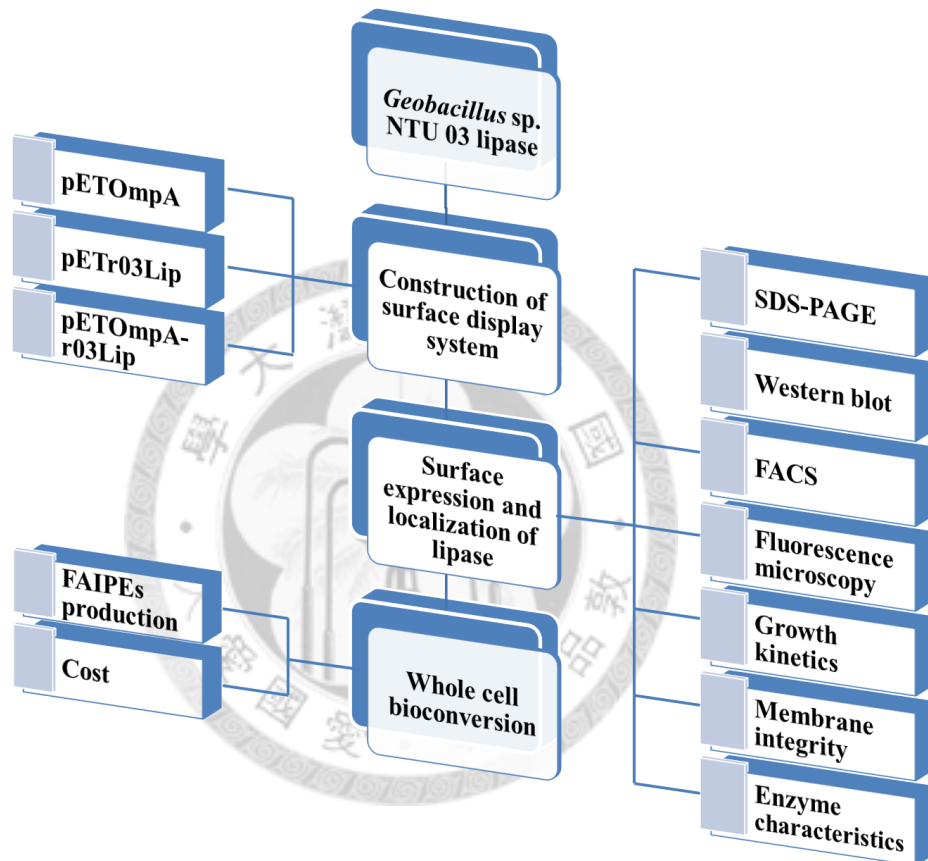 Geobacillus sp.
NTU 03 lipase
pETOmpA
pETr03Lip
pETOmpA-
r03Lip
Construction of
surface display
system
Surface
expression and
localization of
lipase
SDS-PAGE
Western blot
FACS
Fluorescence
microscopy
Growth
kinetics
Membrane
integrity
Enzyme
characteristics
FAIPEs
production
Cost
Whole cell
bioconversion